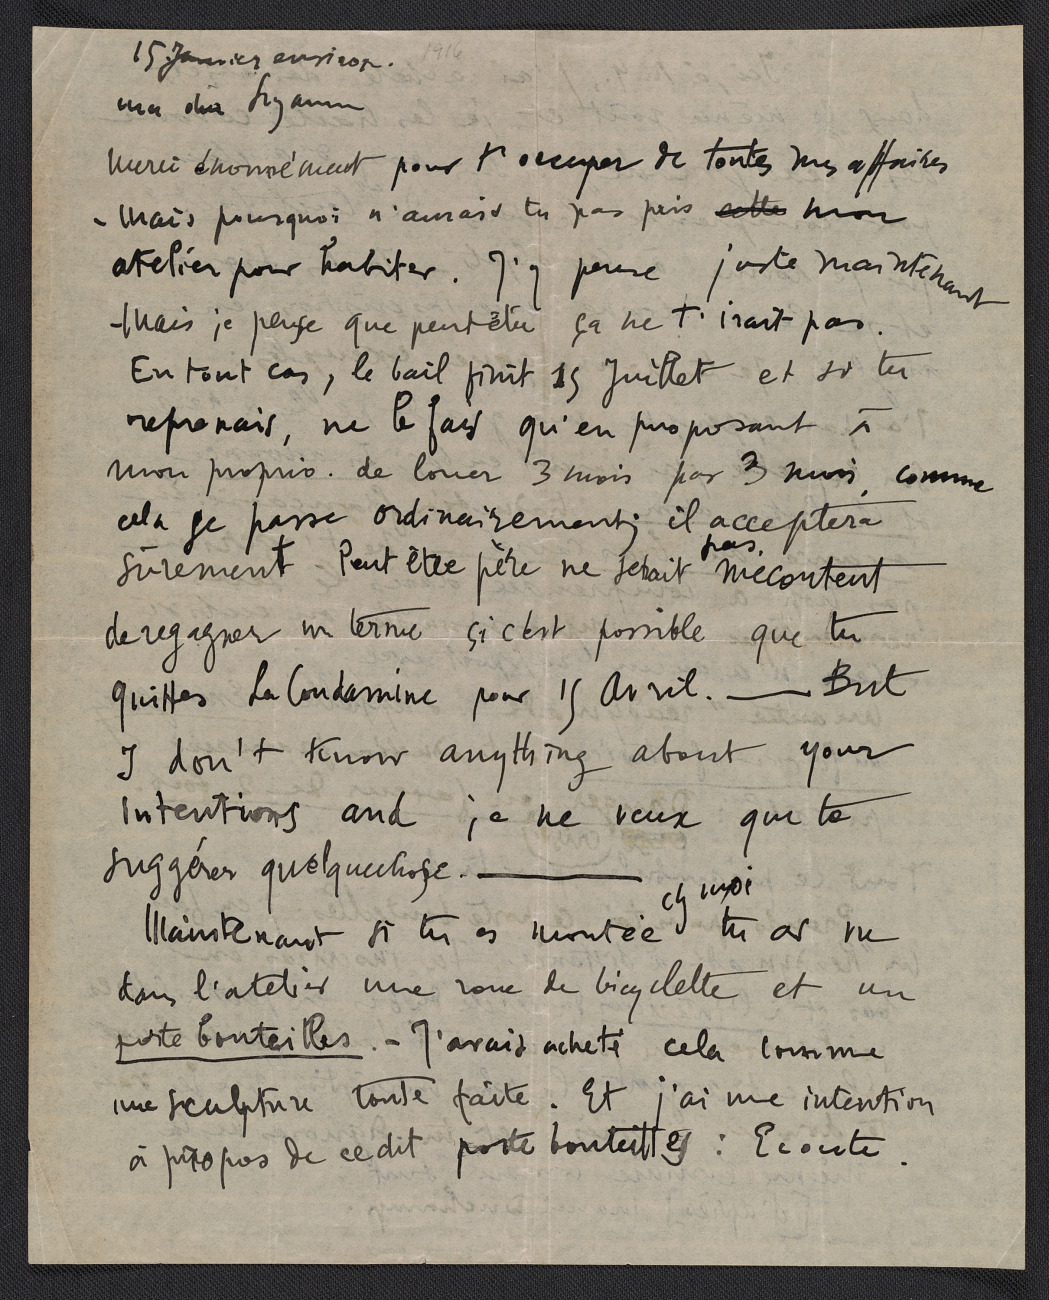 15 Janvier environ. 1916
ma chère Suzanne
Merci énormément pour t'occuper de toutes mes affaires
- Mais pourquoi n'aurais tu pas pris cette mon
atelier pour habiter. J'y pense juste maintenant
- Mais je pense que peut être ça ne t'irait pas.
En tout cas, le bail finit 15 Juillet et si tu
reprenais, ne le fais qu'en proposant à
mon proprio. de louer 3 mois par 3 mois, comme
cela se passe ordinairement; il acceptera
sûrement - Peut être père ne serait pas mécontent
de regagner un terme si c'est possible que tu
quittes La Condamine pour 15 Avril. — But
I don't know anything about your
intentions and je ne veux que te
suggérer quelquechose. —
Maintenant si tu es montée chez moi tu as vu
dans l'atelier une roue de bicyclette et un
porte bouteilles. - J'avais acheté cela comme
une sculpture toute faite. Et j'ai une intention
à propos de ce dit porte bouteilles : Ecoute.